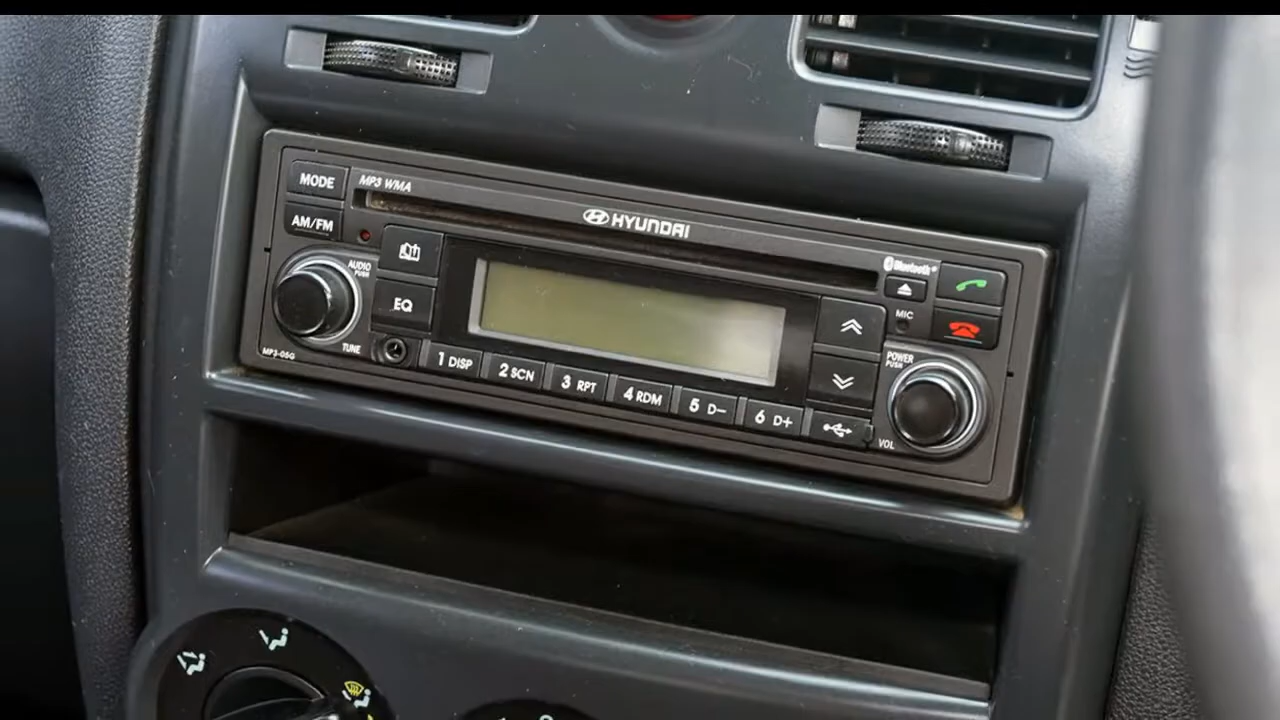 MODE
MP3 WMA
HYUNDAI
AM/FM
Bluetooth®
AUDIO
PUSH
EQ
MIC
TUNE
MP3-05G
POWER
PUSH
1 DISP
2 SCN
3 RPT
4 RDM
5 D−
6 D+
VOL